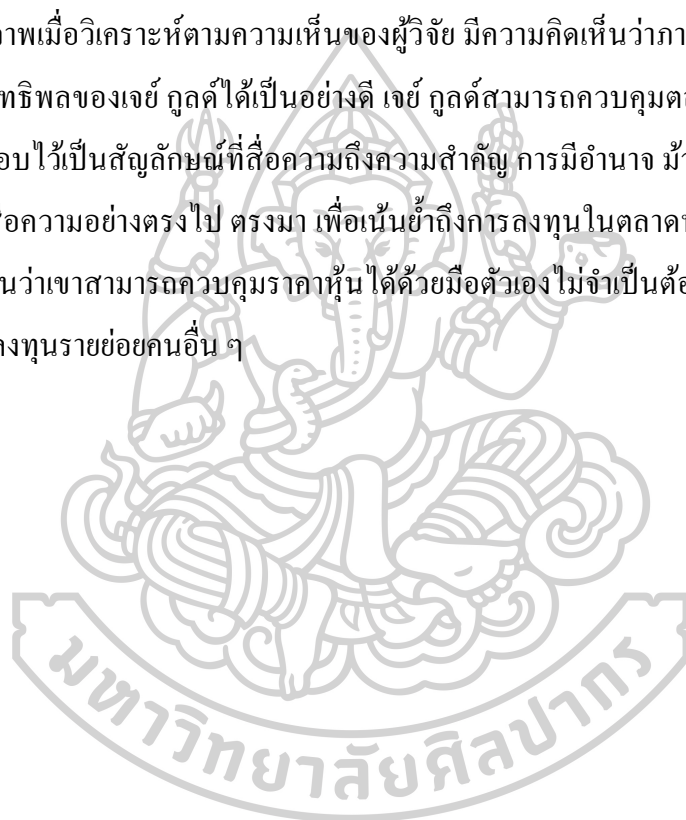 าพเมื่อวิเคราะห์ตามความเห็นของผู้วิจัย มีความคิดเห็นว่าภา
ทธิพลของเจย์ กูลด์ได้เป็นอย่างดี เจย์ กูลด์สามารถควบคุมตล
อบไว้เป็นสัญลักษณ์ที่สื่อความถึงความสำคัญ การมีอำนาจ ม้า
ื่อความอย่างตรงไป ตรงมา เพื่อเน้นย้ำถึงการลงทุนในตลาดห
นว่าเขาสามารถควบคุมราคาหุ้นได้ด้วยมือตัวเองไม่จำเป็นต้อ
ลงทุนรายย่อยคนอื่น ๆ
มหาวิทยาลัยศิลปากร